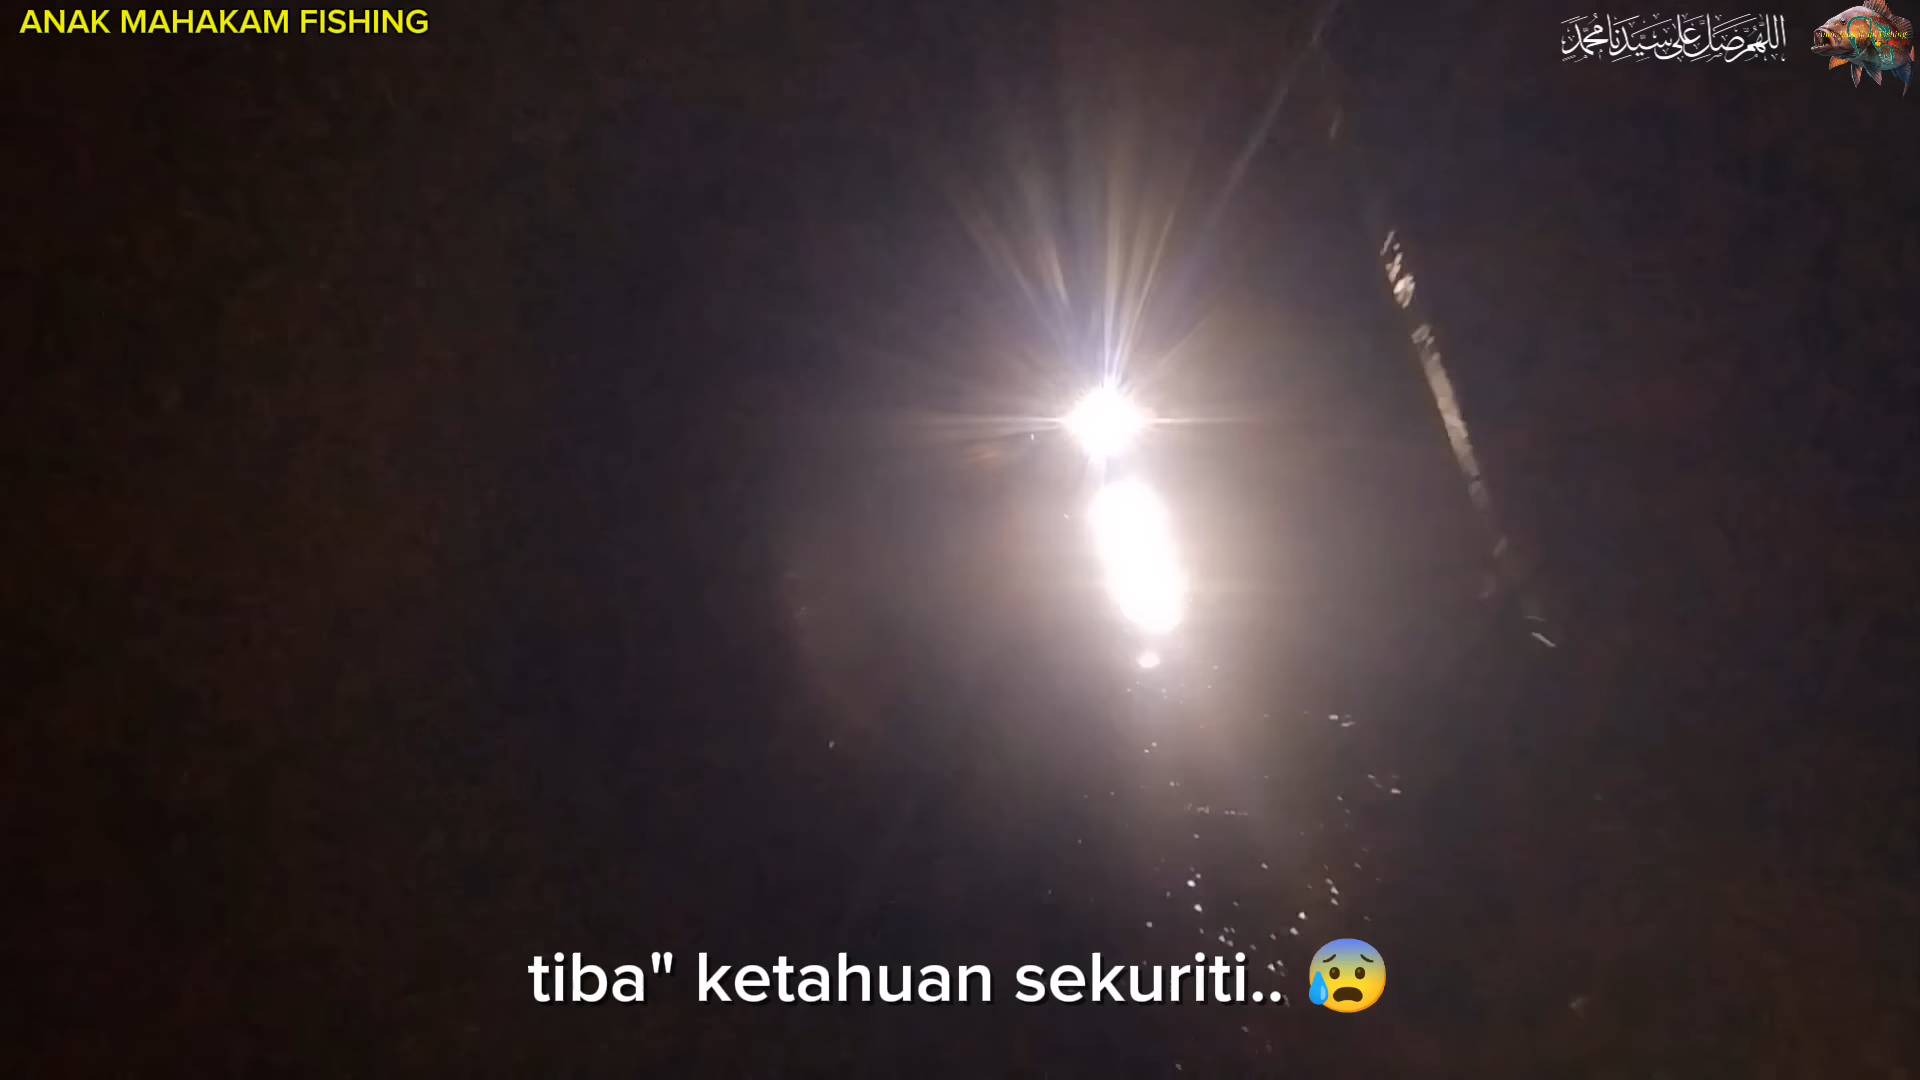 ANAK MAHAKAM FISHING
اللهم صل على سيدنا محمد
tiba" ketahuan sekuriti.. 😰